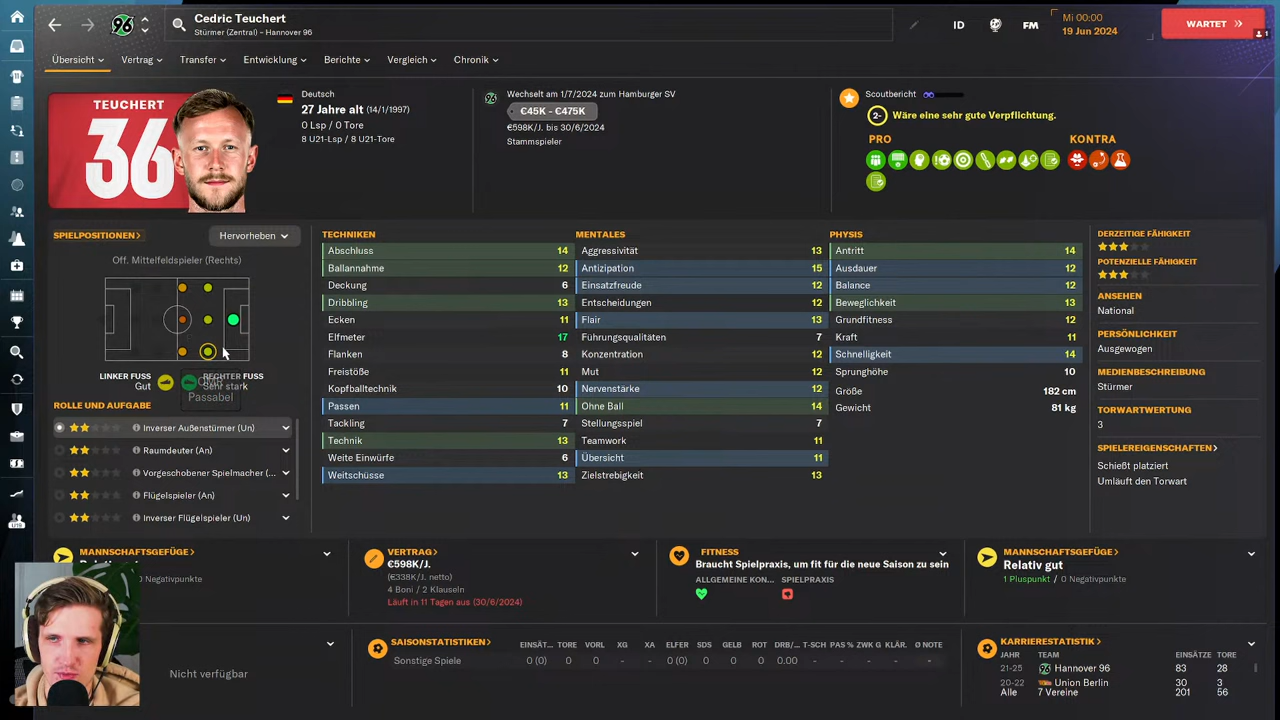 Cedric Teuchert
Stürmer (Zentral) - Hannover 96
ID
FM
Mi 00:00
19 Jun 2024
WARTET
1
Übersicht
Vertrag
Transfer
Entwicklung
Berichte
Vergleich
Chronik
TEUCHERT
36
Deutsch
27 Jahre alt (14/1/1997)
0 Lsp / 0 Tore
8 U21-Lsp / 8 U21-Tore
Wechselt am 1/7/2024 zum Hamburger SV
€45K - €475K
€598K/J. bis 30/6/2024
Stammspieler
Scoutbericht
2- Wäre eine sehr gute Verpflichtung.
PRO
KONTRA
SPIELPOSITIONEN
Hervorheben
Off. Mittelfeldspieler (Rechts)
LINKER FUSS
Gut
RECHTER FUSS
Sehr stark
Passabel
ROLLE UND AUFGABE
Inverser Außenstürmer (Un)
Raumdeuter (An)
Vorgeschobener Spielmacher (...
Flügelspieler (An)
Inverser Flügelspieler (Un)
TECHNIKEN
Abschluss 14
Ballannahme 12
Deckung 6
Dribbling 13
Ecken 11
Elfmeter 17
Flanken 8
Freistöße 11
Kopfballtechnik 10
Passen 11
Tackling 7
Technik 13
Weite Einwürfe 6
Weitschüsse 13
MENTALES
Aggressivität 13
Antizipation 15
Einsatzfreude 12
Entscheidungen 12
Flair 13
Führungsqualitäten 7
Konzentration 12
Mut 12
Nervenstärke 12
Ohne Ball 14
Stellungsspiel 7
Teamwork 11
Übersicht 11
Zielstrebigkeit 13
PHYSIS
Antritt 14
Ausdauer 12
Balance 12
Beweglichkeit 13
Grundfitness 12
Kraft 11
Schnelligkeit 14
Sprunghöhe 10
Größe 182 cm
Gewicht 81 kg
DERZEITIGE FÄHIGKEIT
POTENZIELLE FÄHIGKEIT
ANSEHEN
National
PERSÖNLICHKEIT
Ausgewogen
MEDIENBESCHREIBUNG
Stürmer
TORWARTWERTUNG
3
SPIELEREIGENSCHAFTEN
Schießt platziert
Umläuft den Torwart
MANNSCHAFTSGEFÜGE
0 Negativpunkte
VERTRAG
€598K/J.
(€338K/J. netto)
4 Boni / 2 Klauseln
Läuft in 11 Tagen aus (30/6/2024)
FITNESS
Braucht Spielpraxis, um fit für die neue Saison zu sein
ALLGEMEINE KON... SPIELPRAXIS
MANNSCHAFTSGEFÜGE
Relativ gut
1 Pluspunkt / 0 Negativpunkte
Nicht verfügbar
SAISONSTATISTIKEN EINSÄT... TORE VORL XG XA ELFER SDS GELB ROT DRB/... T-SCH PAS % ZWK G KLÄR. Ø NOTE
Sonstige Spiele 0 (0) 0 0 - - 0 (0) 0 0 0 0.00 - - - - -
KARRIERESTATISTIK
JAHR TEAM EINSÄTZE TORE
21-25 Hannover 96 83 28
20-22 Union Berlin 30 3
Alle 7 Vereine 201 56
U19